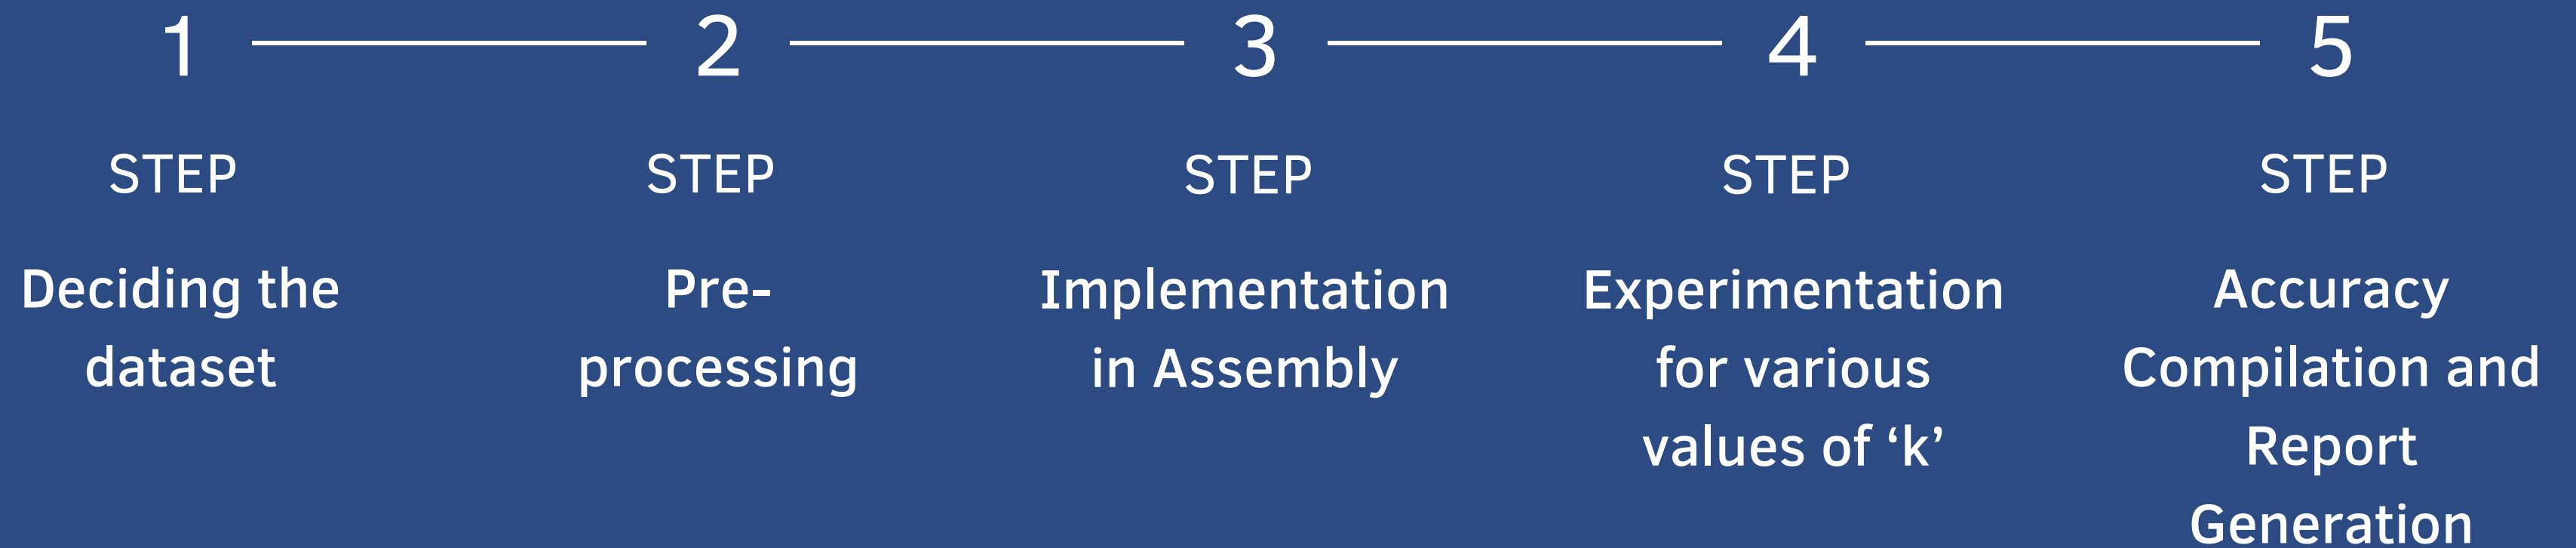 1 2 3 4 5
STEP STEP STEP STEP STEP
Deciding the
dataset
Pre-
processing
Implementation
in Assembly
Experimentation
for various
values of ‘k’
Accuracy
Compilation and
Report
Generation